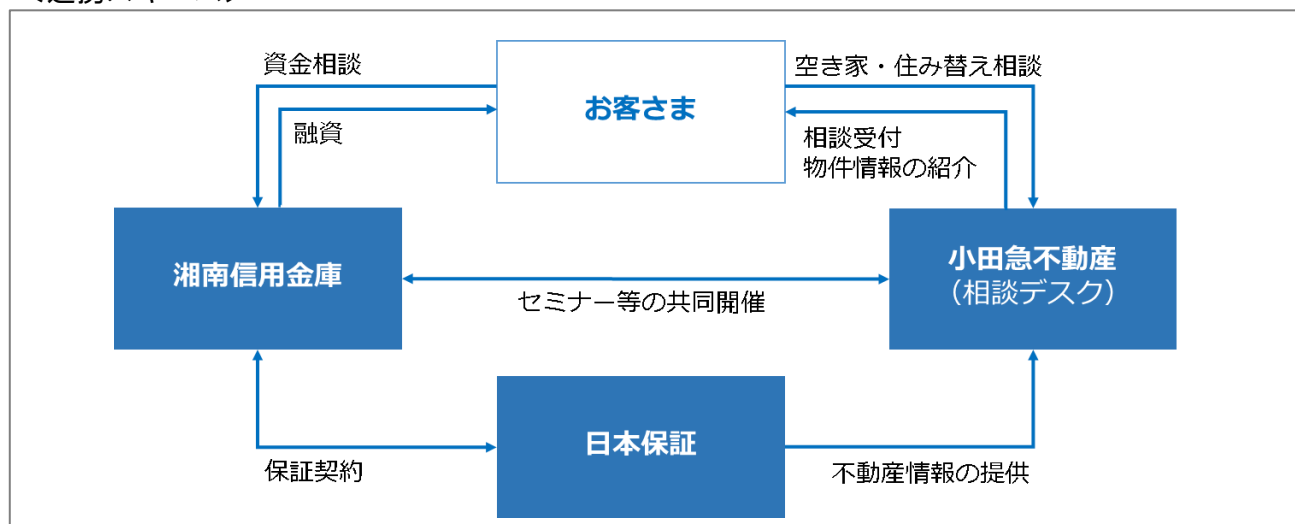 資金相談
融資
お客さま
空き家・住み替え相談
相談受付
物件情報の紹介
湘南信用金庫
小田急不動産
（相談デスク）
セミナー等の共同開催
日本保証
保証契約
不動産情報の提供